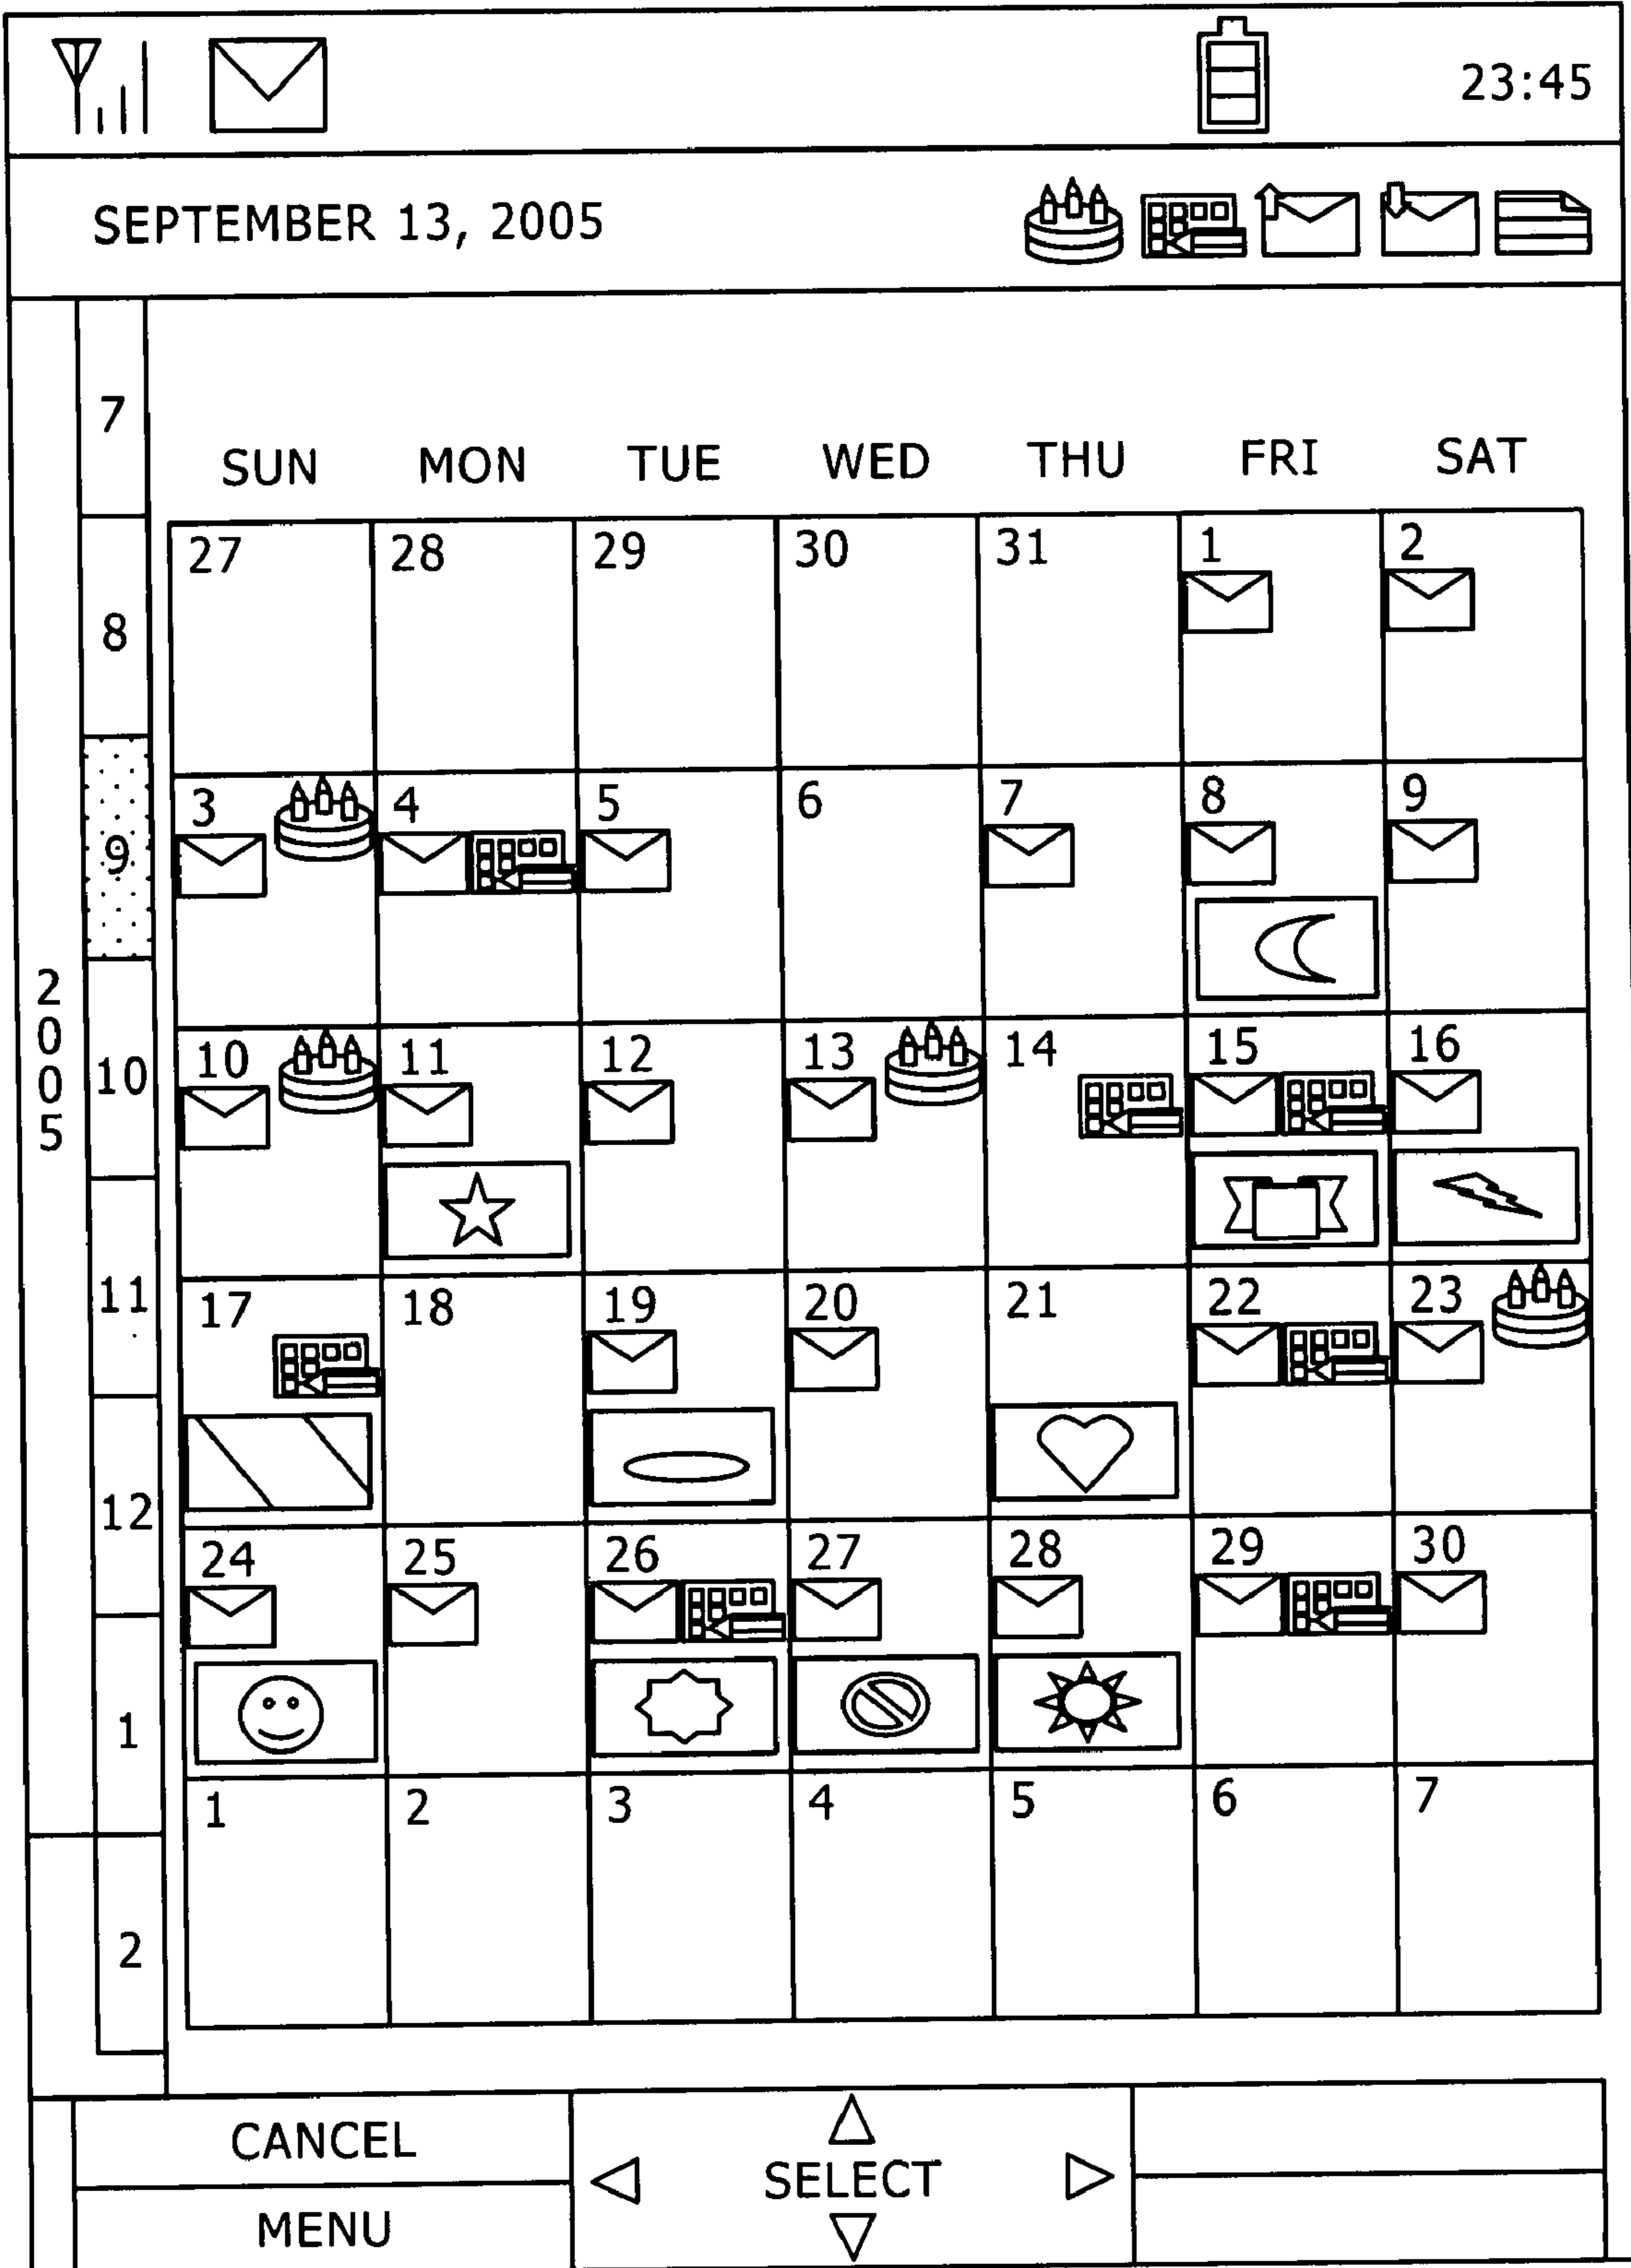 23:45
SEPTEMBER 13, 2005
SUN MON TUE WED THU FRI SAT
2005
7
8
9
10
11
12
1
2
27 28 29 30 31 1 2
3 4 5 6 7 8 9
10 11 12 13 14 15 16
17 18 19 20 21 22 23
24 25 26 27 28 29 30
1 2 3 4 5 6 7
CANCEL
SELECT
MENU